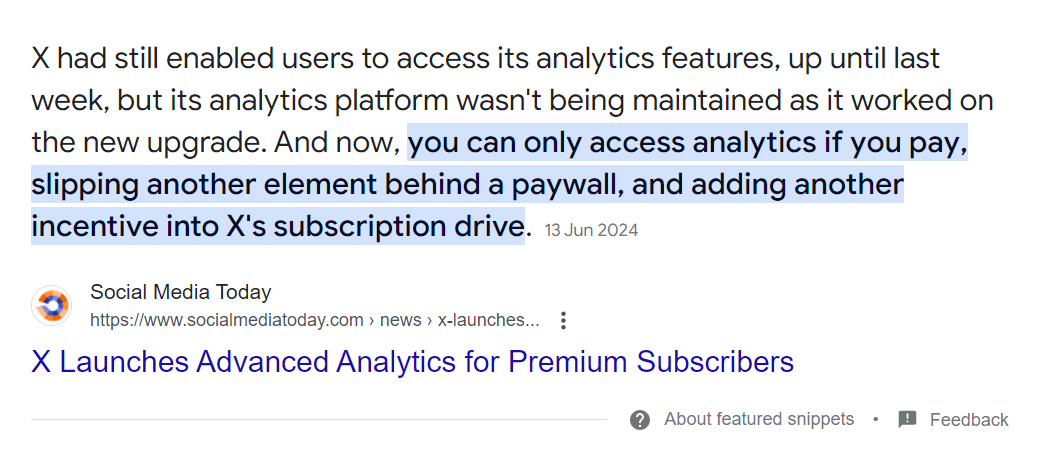 X had still enabled users to access its analytics features, up until last
week, but its analytics platform wasn't being maintained as it worked on
the new upgrade. And now, you can only access analytics if you pay,
slipping another element behind a paywall, and adding another
incentive into X's subscription drive. 13 Jun 2024
Social Media Today
https://www.socialmediatoday.com › news › x-launches...
X Launches Advanced Analytics for Premium Subscribers
About featured snippets • Feedback